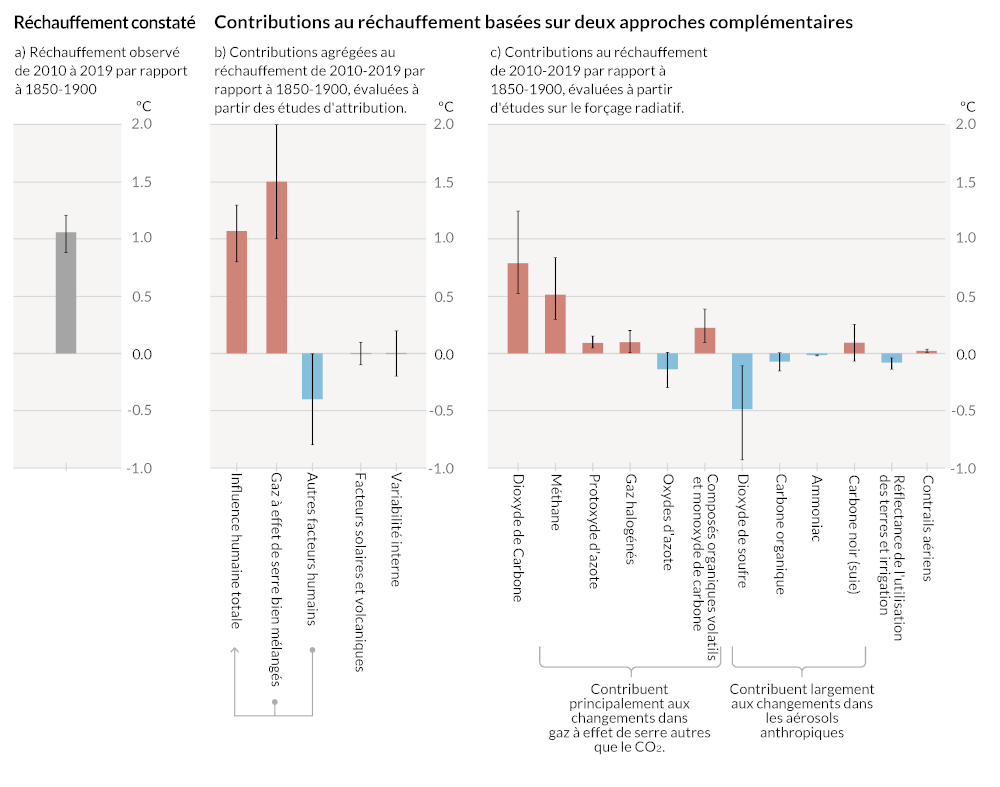 Réchauffement constaté
a) Réchauffement observé
de 2010 à 2019 par rapport
à 1850-1900
°C
2.0
1.5
1.0
0.5
0.0
-0.5
-1.0
Contributions au réchauffement basées sur deux approches complémentaires
b) Contributions agrégées au
réchauffement de 2010-2019 par
rapport à 1850-1900, évaluées à
partir des études d'attribution.
°C
2.0
1.5
1.0
0.5
0.0
-0.5
-1.0
Influence humaine totale
Gaz à effet de serre bien mélangés
Autres facteurs humains
Facteurs solaires et volcaniques
Variabilité interne
c) Contributions au réchauffement
de 2010-2019 par rapport à
1850-1900, évaluées à partir
d'études sur le forçage radiatif.
°C
2.0
1.5
1.0
0.5
0.0
-0.5
-1.0
Dioxyde de Carbone
Méthane
Protoxyde d'azote
Gaz halogénés
Oxydes d'azote
Composés organiques volatils
et monoxyde de carbone
Dioxyde de soufre
Carbone organique
Ammoniac
Carbone noir (suie)
Réflectance de l'utilisation
des terres et irrigation
Contrails aériens
Contribuent
principalement aux
changements dans
gaz à effet de serre autres
que le CO₂.
Contribuent largement
aux changements dans
les aérosols
anthropiques